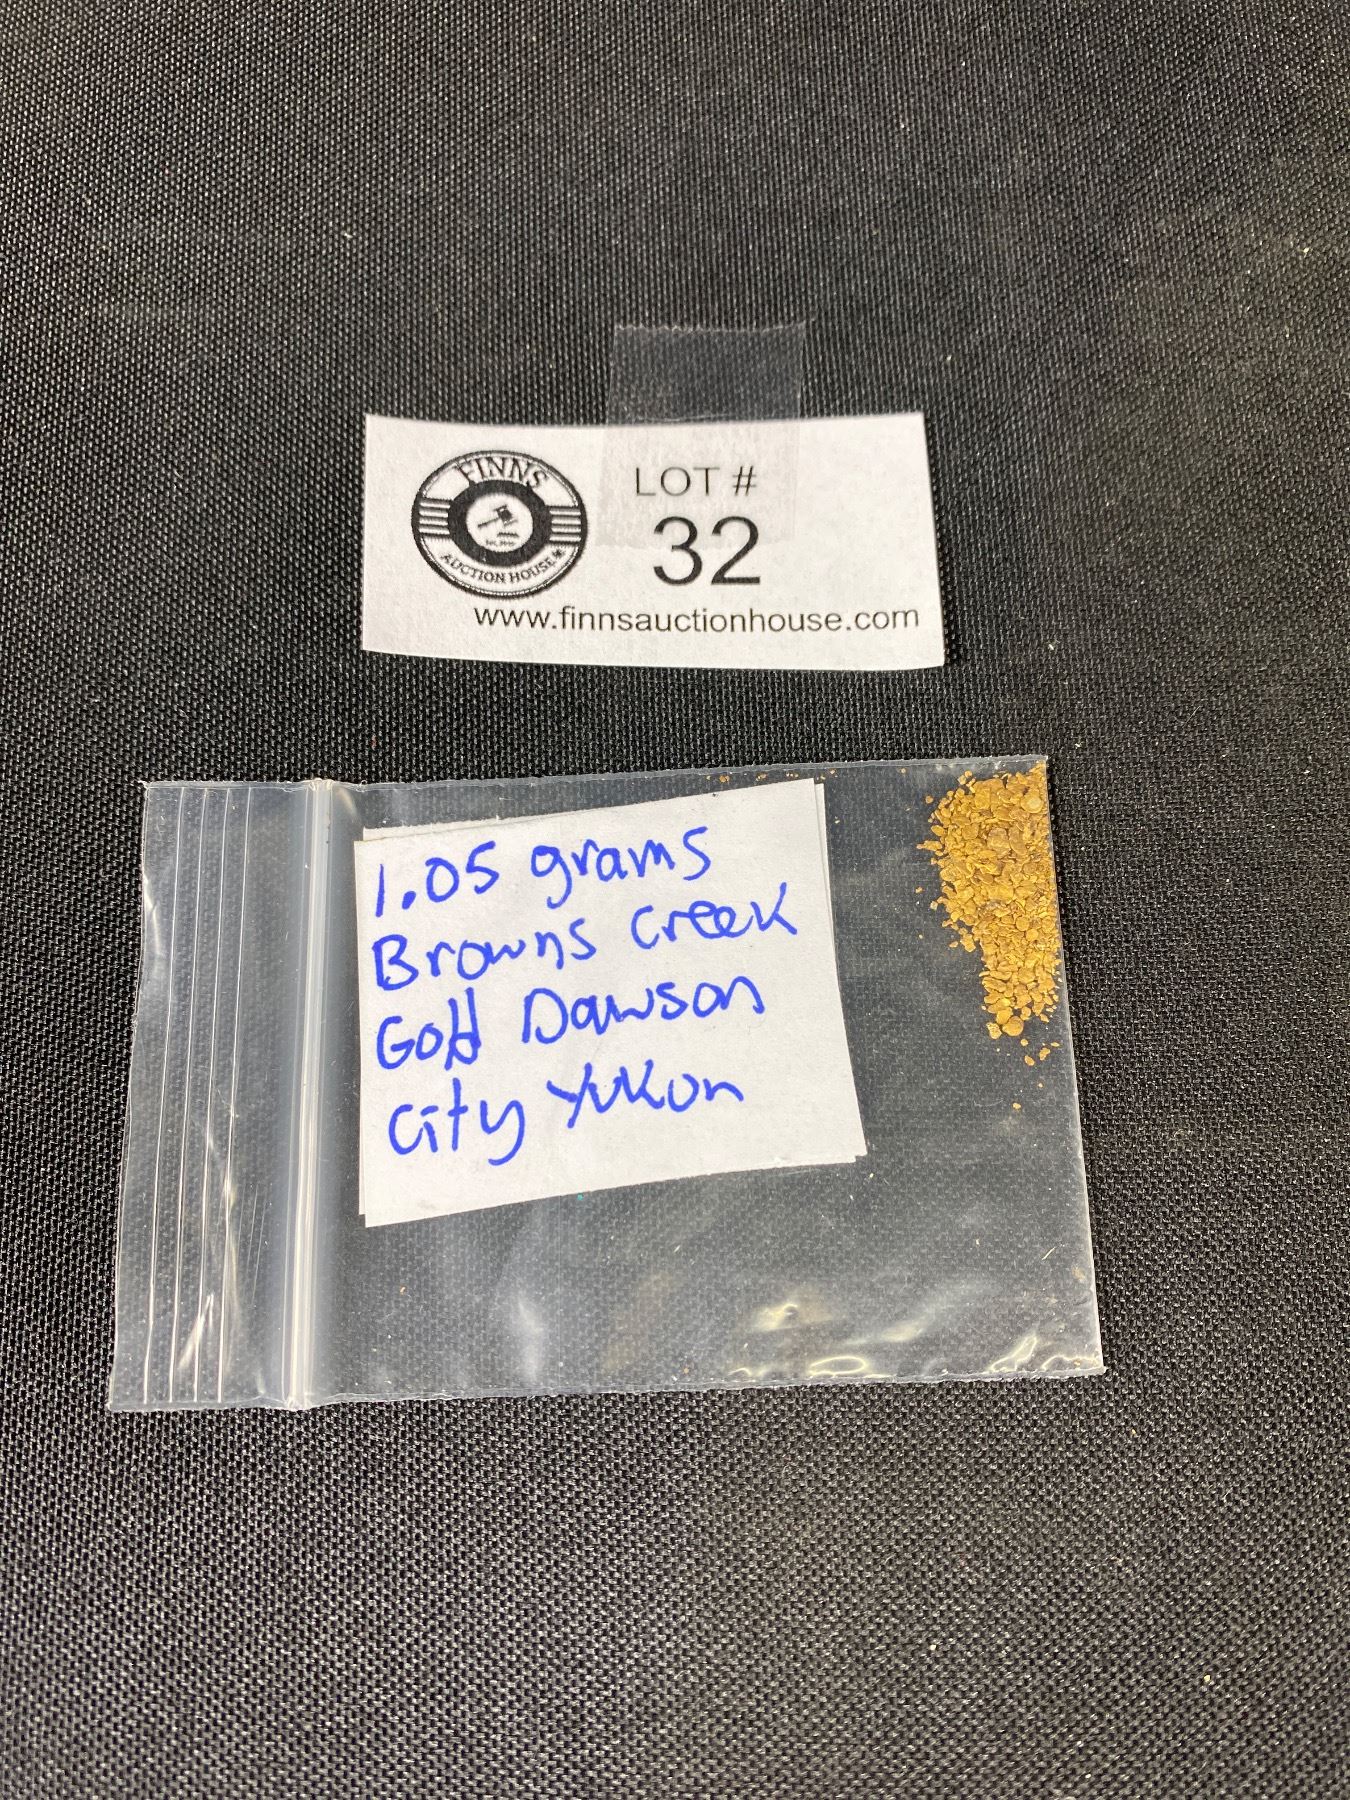 FINNS
AUCTION HOUSE
LOT #
32
www.finnsauctionhouse.com
1.05 grams
Browns Creek
Gold Dawson
City Yukon